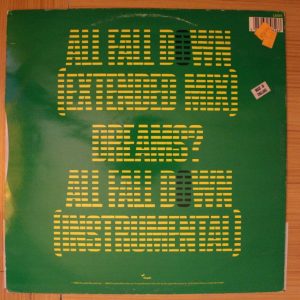 ALL FALL DOWN
(EXTENDED MIX)
DREAMS?
ALL FALL DOWN
(INSTRUMENTAL)